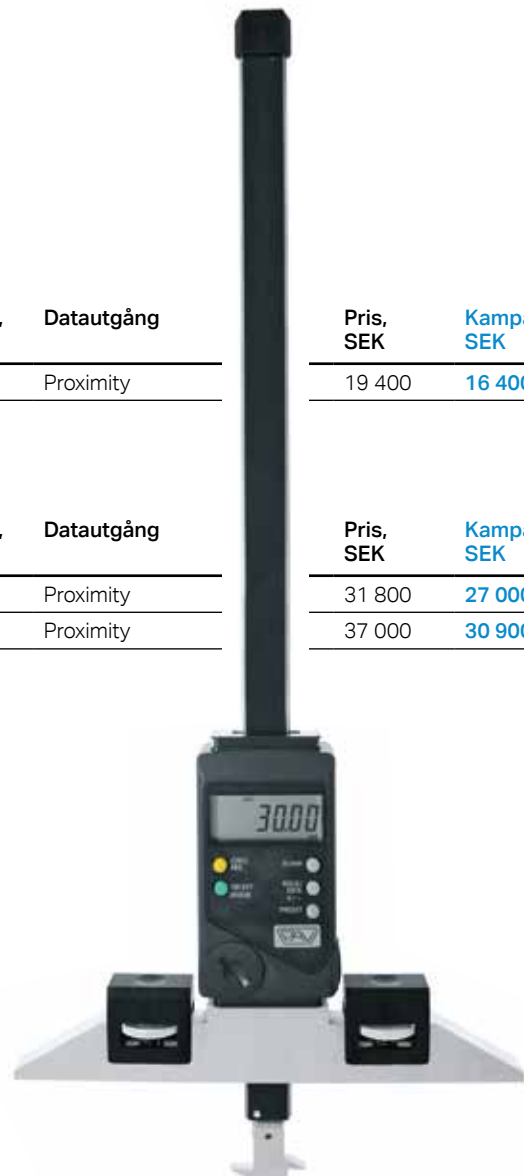 Datautgång Pris, Kampa
SEK SEK
Proximity 19 400 16 400
Datautgång Pris, Kampa
SEK SEK
Proximity 31 800 27 000
Proximity 37 000 30 900
30.00